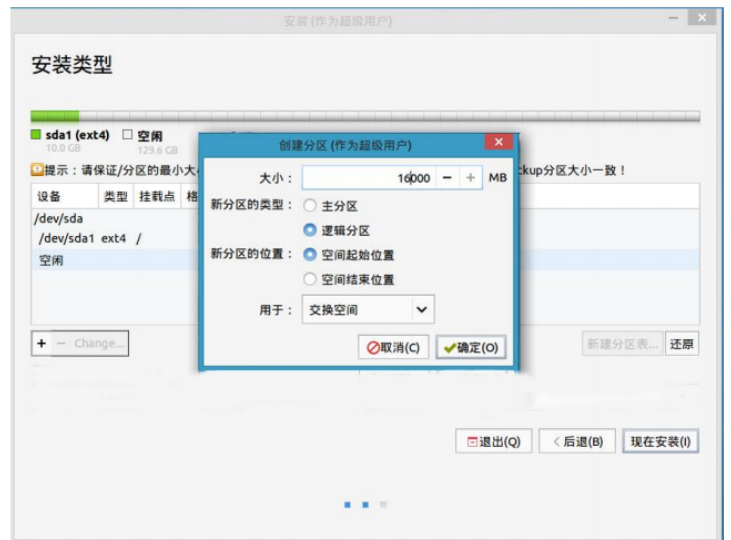 安装 (作为超级用户)
安装类型
sda1 (ext4) 空闲
10.0 GB 129.6 GB
提示：请保证/分区的最小大
ckup分区大小一致！
设备 类型 挂载点 格
/dev/sda
/dev/sda1 ext4 /
空闲
+ − Change...
新建分区表... 还原
创建分区 (作为超级用户)
大小： 16000 − + MB
新分区的类型： 主分区
逻辑分区
新分区的位置： 空间起始位置
空间结束位置
用于： 交换空间
取消(C) 确定(O)
退出(Q) 后退(B) 现在安装(I)